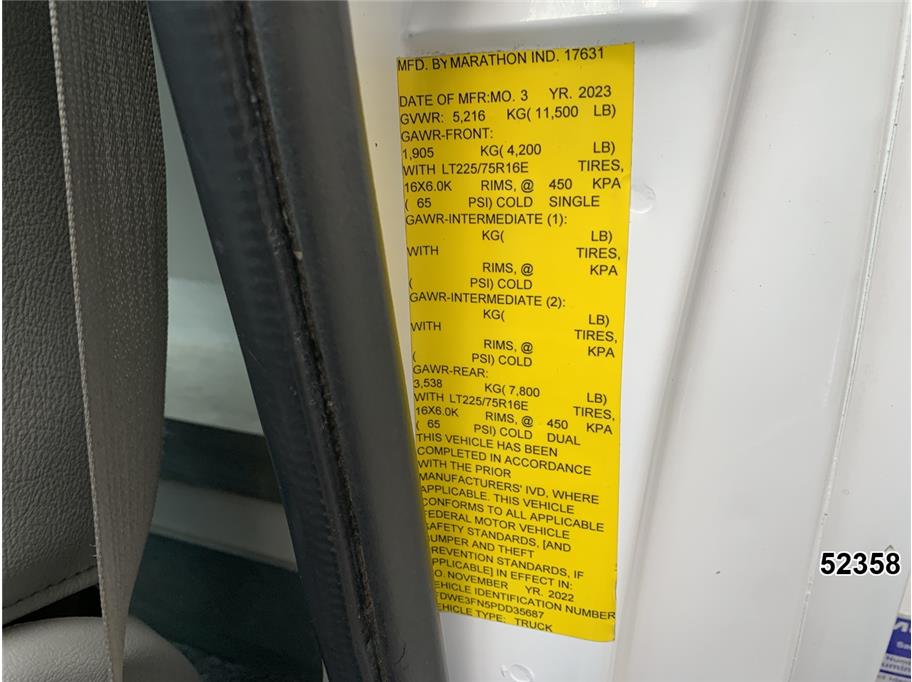 MFD. BY MARATHON IND. 17631
DATE OF MFR:MO. 3 YR. 2023
GVWR: 5,216 KG( 11,500 LB)
GAWR-FRONT:
1,905 KG( 4,200 LB)
WITH LT225/75R16E TIRES,
16X6.0K RIMS, @ 450 KPA
( 65 PSI) COLD SINGLE
GAWR-INTERMEDIATE (1):
KG( LB)
WITH TIRES,
RIMS, @ KPA
( PSI) COLD
GAWR-INTERMEDIATE (2):
KG( LB)
WITH TIRES,
RIMS, @ KPA
( PSI) COLD
GAWR-REAR:
3,538 KG( 7,800 LB)
WITH LT225/75R16E TIRES,
16X6.0K RIMS, @ 450 KPA
( 65 PSI) COLD DUAL
THIS VEHICLE HAS BEEN
COMPLETED IN ACCORDANCE
WITH THE PRIOR
MANUFACTURERS' IVD, WHERE
APPLICABLE. THIS VEHICLE
CONFORMS TO ALL APPLICABLE
FEDERAL MOTOR VEHICLE
SAFETY STANDARDS, [AND
BUMPER AND THEFT
PREVENTION STANDARDS, IF
APPLICABLE] IN EFFECT IN:
O. NOVEMBER YR. 2022
EHICLE IDENTIFICATION NUMBER
FDWE3FN5PDD35687
EHICLE TYPE: TRUCK
52358